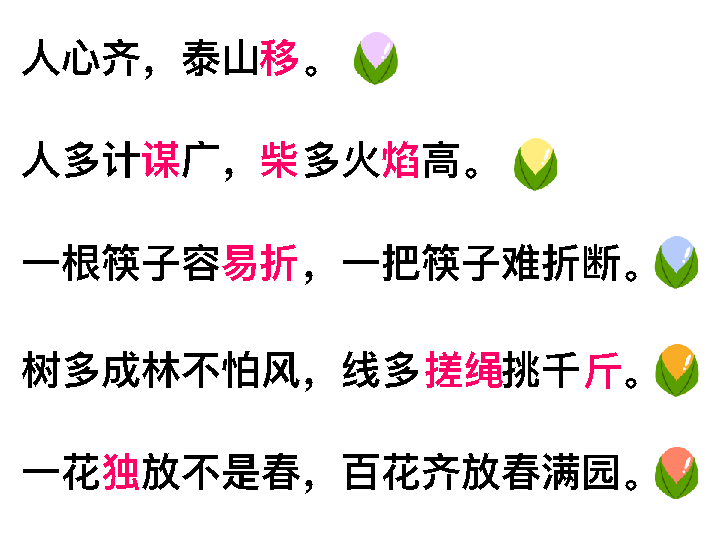 人心齐，泰山移。
人多计谋广，柴多火焰高。
一根筷子容易折，一把筷子难折断。
树多成林不怕风，线多搓绳挑千斤。
一花独放不是春，百花齐放春满园。